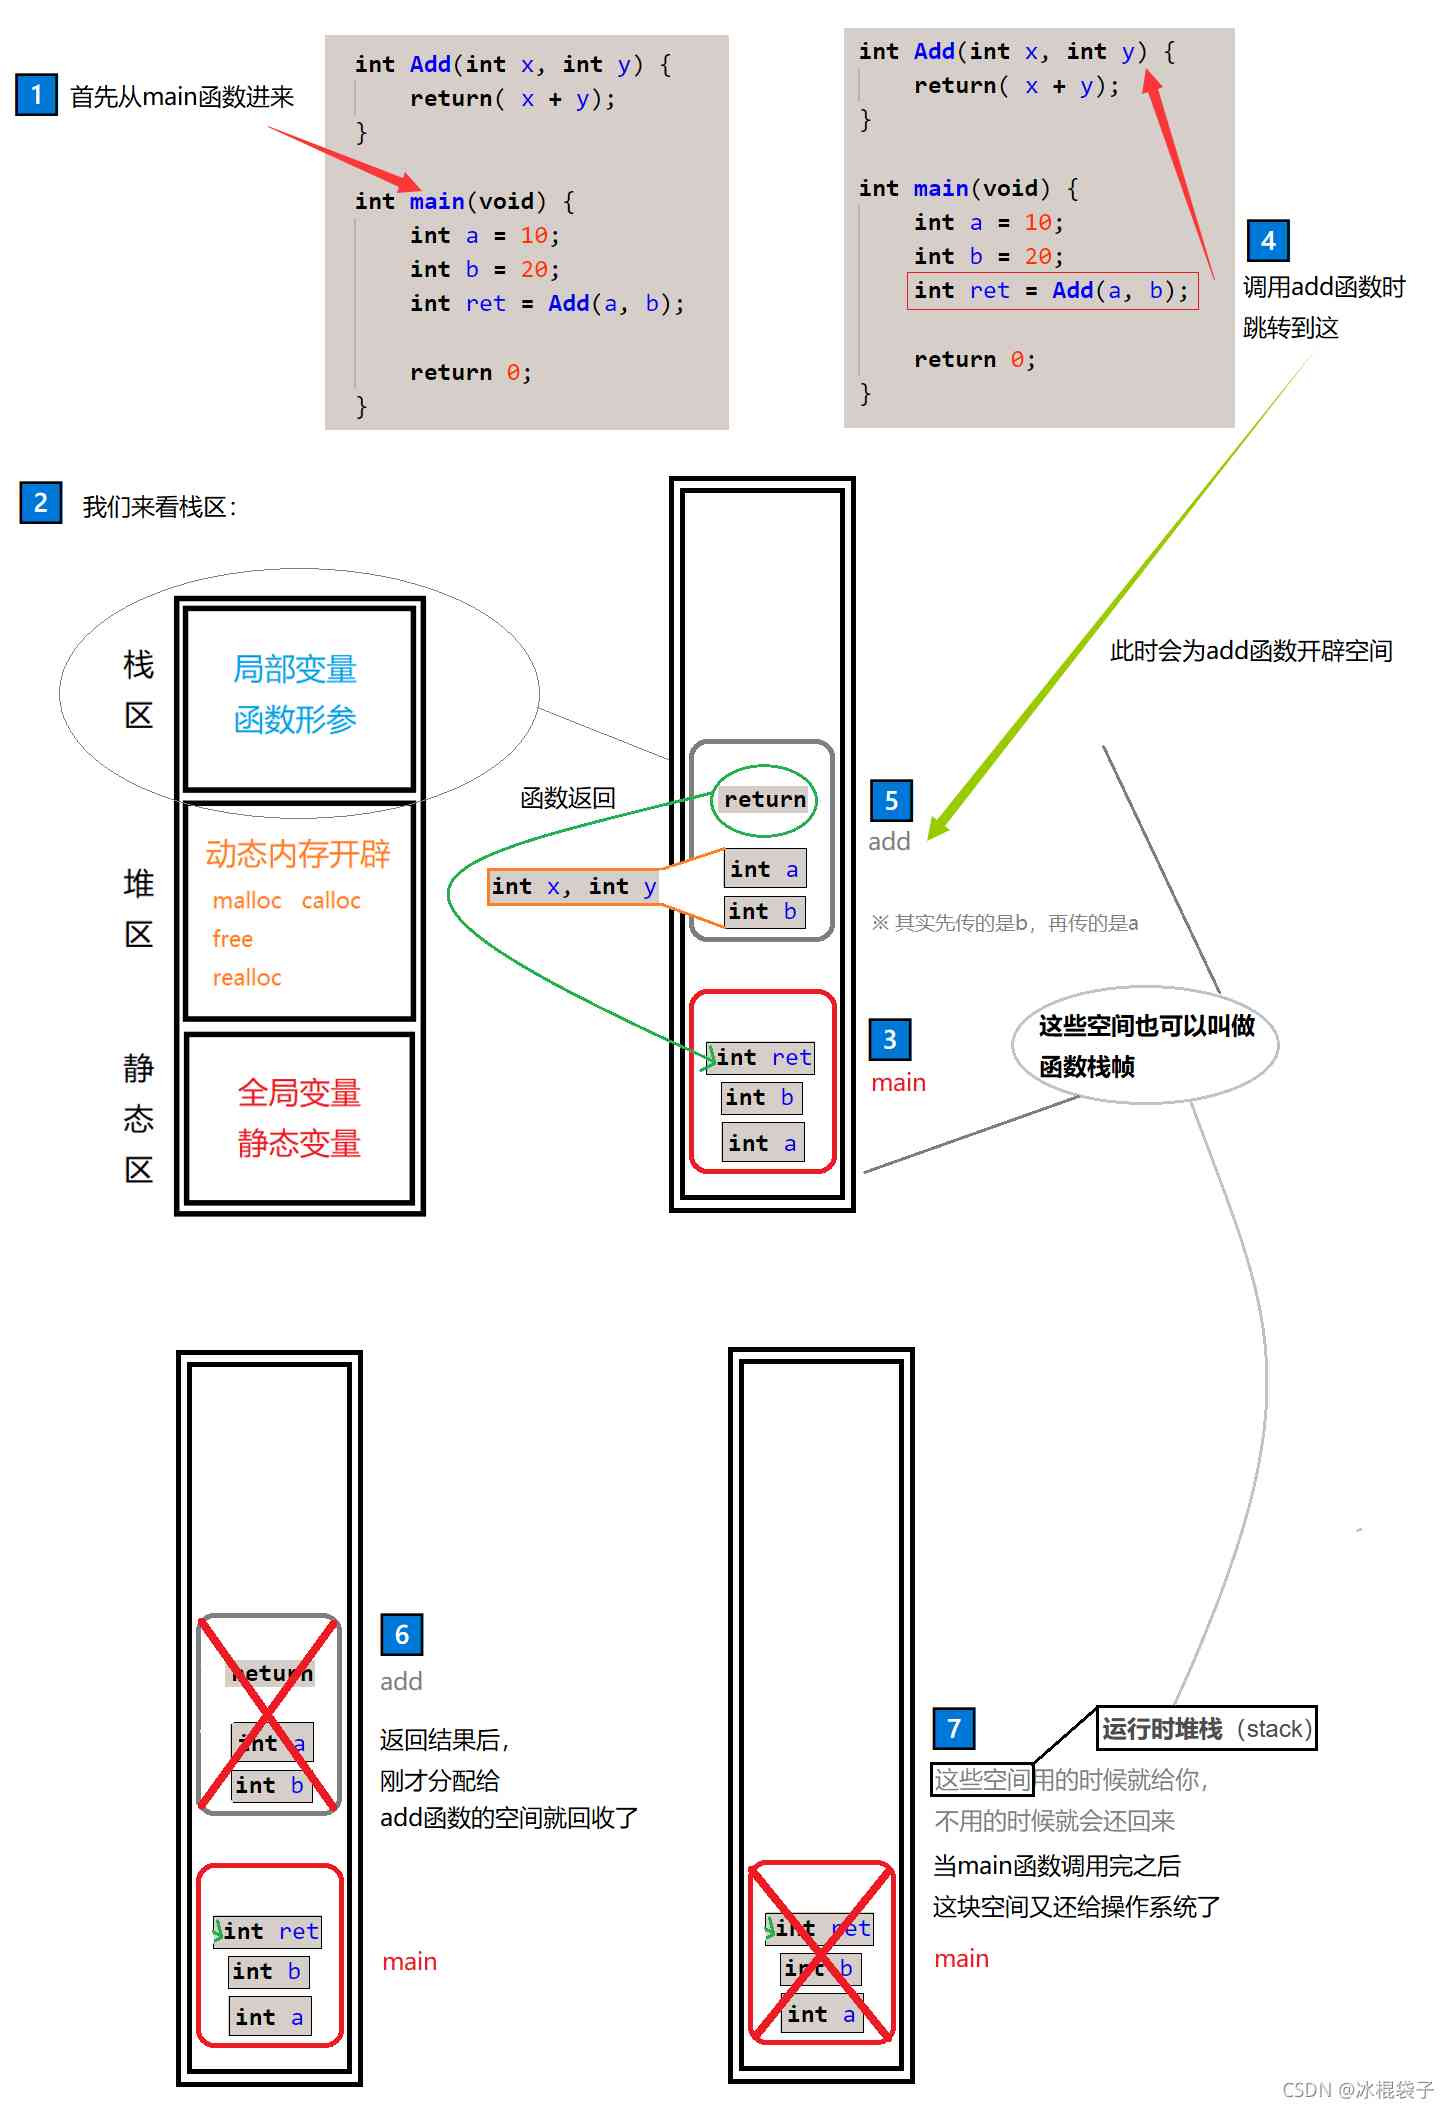 1 首先从main函数进来
int Add(int x, int y) {
return( x + y);
}
int main(void) {
int a = 10;
int b = 20;
int ret = Add(a, b);
return 0;
}
int Add(int x, int y) {
return( x + y);
}
int main(void) {
int a = 10;
int b = 20;
int ret = Add(a, b);
return 0;
}
4
调用add函数时
跳转到这
2 我们来看栈区：
栈区
局部变量
函数形参
堆区
动态内存开辟
malloc calloc
free
realloc
静态区
全局变量
静态变量
函数返回
int x, int y
return
int a
int b
int ret
int b
int a
此时会为add函数开辟空间
5
add
※ 其实先传的是b，再传的是a
3
main
这些空间也可以叫做
函数栈帧
return
int a
int b
int ret
int b
int a
6
add
返回结果后，
刚才分配给
add函数的空间就回收了
main
int ret
int b
int a
7
运行时堆栈（stack）
这些空间用的时候就给你，
不用的时候就会还回来
当main函数调用完之后
这块空间又还给操作系统了
main
CSDN @冰棍袋子